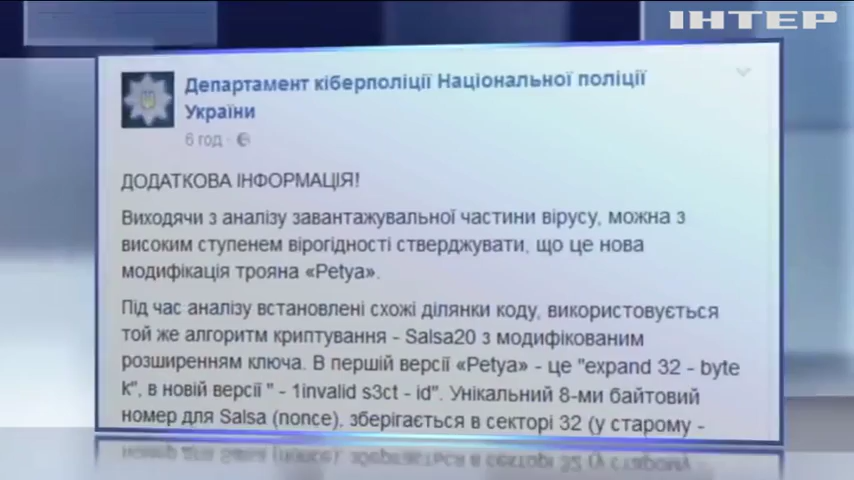 ІНТЕР
Департамент кіберполіції Національної поліції
України
6 год ·
ДОДАТКОВА ІНФОРМАЦІЯ!
Виходячи з аналізу завантажувальної частини вірусу, можна з
високим ступенем вірогідності стверджувати, що це нова
модифікація трояна «Petya».
Під час аналізу встановлені схожі ділянки коду, використовується
той же алгоритм криптування - Salsa20 з модифікованим
розширенням ключа. В першій версії «Petya» - це "expand 32 - byte
k", в новій версії " - 1invalid s3ct - id". Унікальний 8-ми байтовий
номер для Salsa (nonce), зберігається в секторі 32 (у старому -